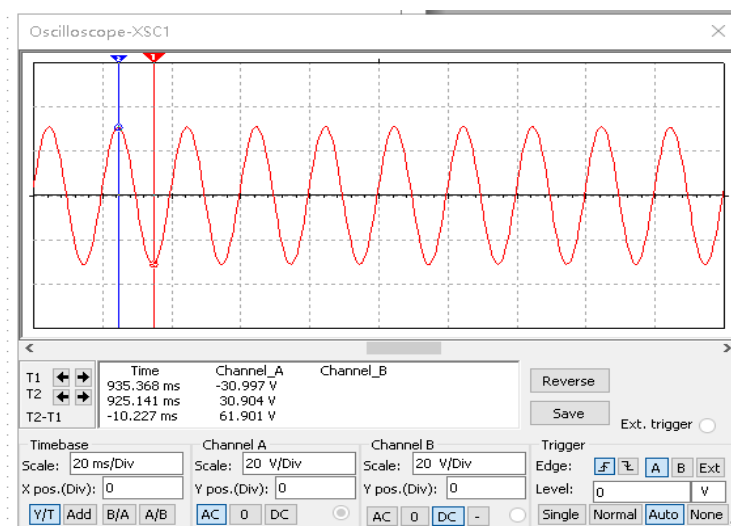 Oscilloscope-XSC1
2 1
Time Channel_A Channel_B
T1 935.368 ms -30.997 V
T2 925.141 ms 30.904 V
T2-T1 -10.227 ms 61.901 V
Reverse
Save
Ext. trigger
Timebase Channel A Channel B Trigger
Scale: 20 ms/Div Scale: 20 V/Div Scale: 20 V/Div Edge: A B Ext
X pos.(Div): 0 Y pos.(Div): 0 Y pos.(Div): 0 Level: 0 V
Y/T Add B/A A/B AC 0 DC AC 0 DC - Single Normal Auto None